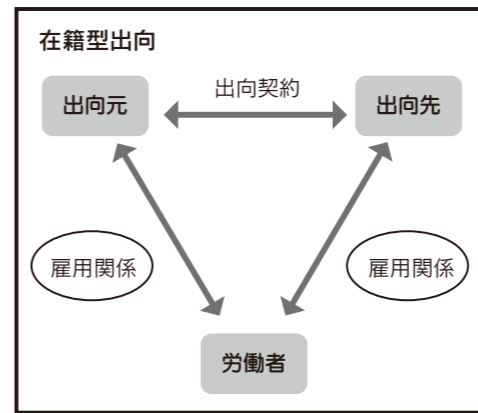 在籍型出向
出向元
出向契約
出向先
雇用関係
雇用関係
労働者